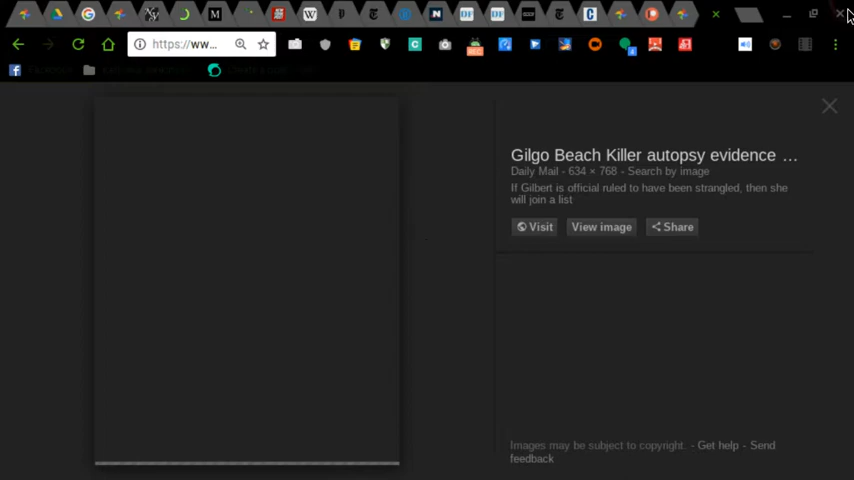 https://ww...
Gilgo Beach Killer autopsy evidence ...
Daily Mail - 634 × 768 - Search by image
If Gilbert is official ruled to have been strangled, then she
will join a list
Visit
View image
Share
Images may be subject to copyright. - Get help - Send
feedback